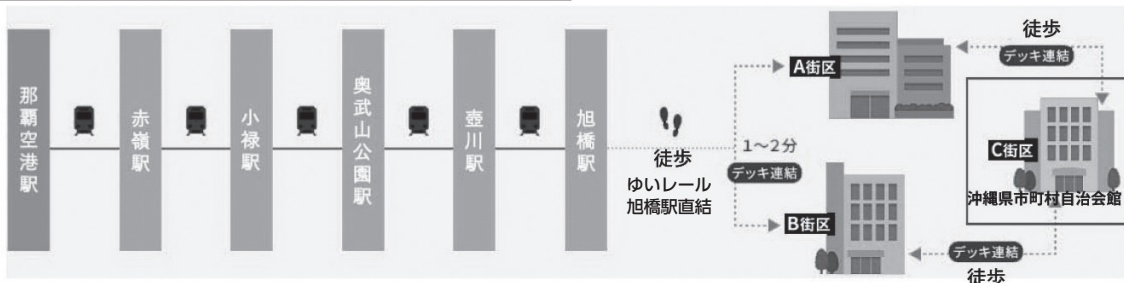 那覇空港駅
赤嶺駅
小禄駅
奥武山公園駅
壺川駅
旭橋駅
徒歩
ゆいレール
旭橋駅直結
1〜2分
デッキ連結
A街区
B街区
徒歩
デッキ連結
C街区
沖縄県市町村自治会館
デッキ連結
徒歩